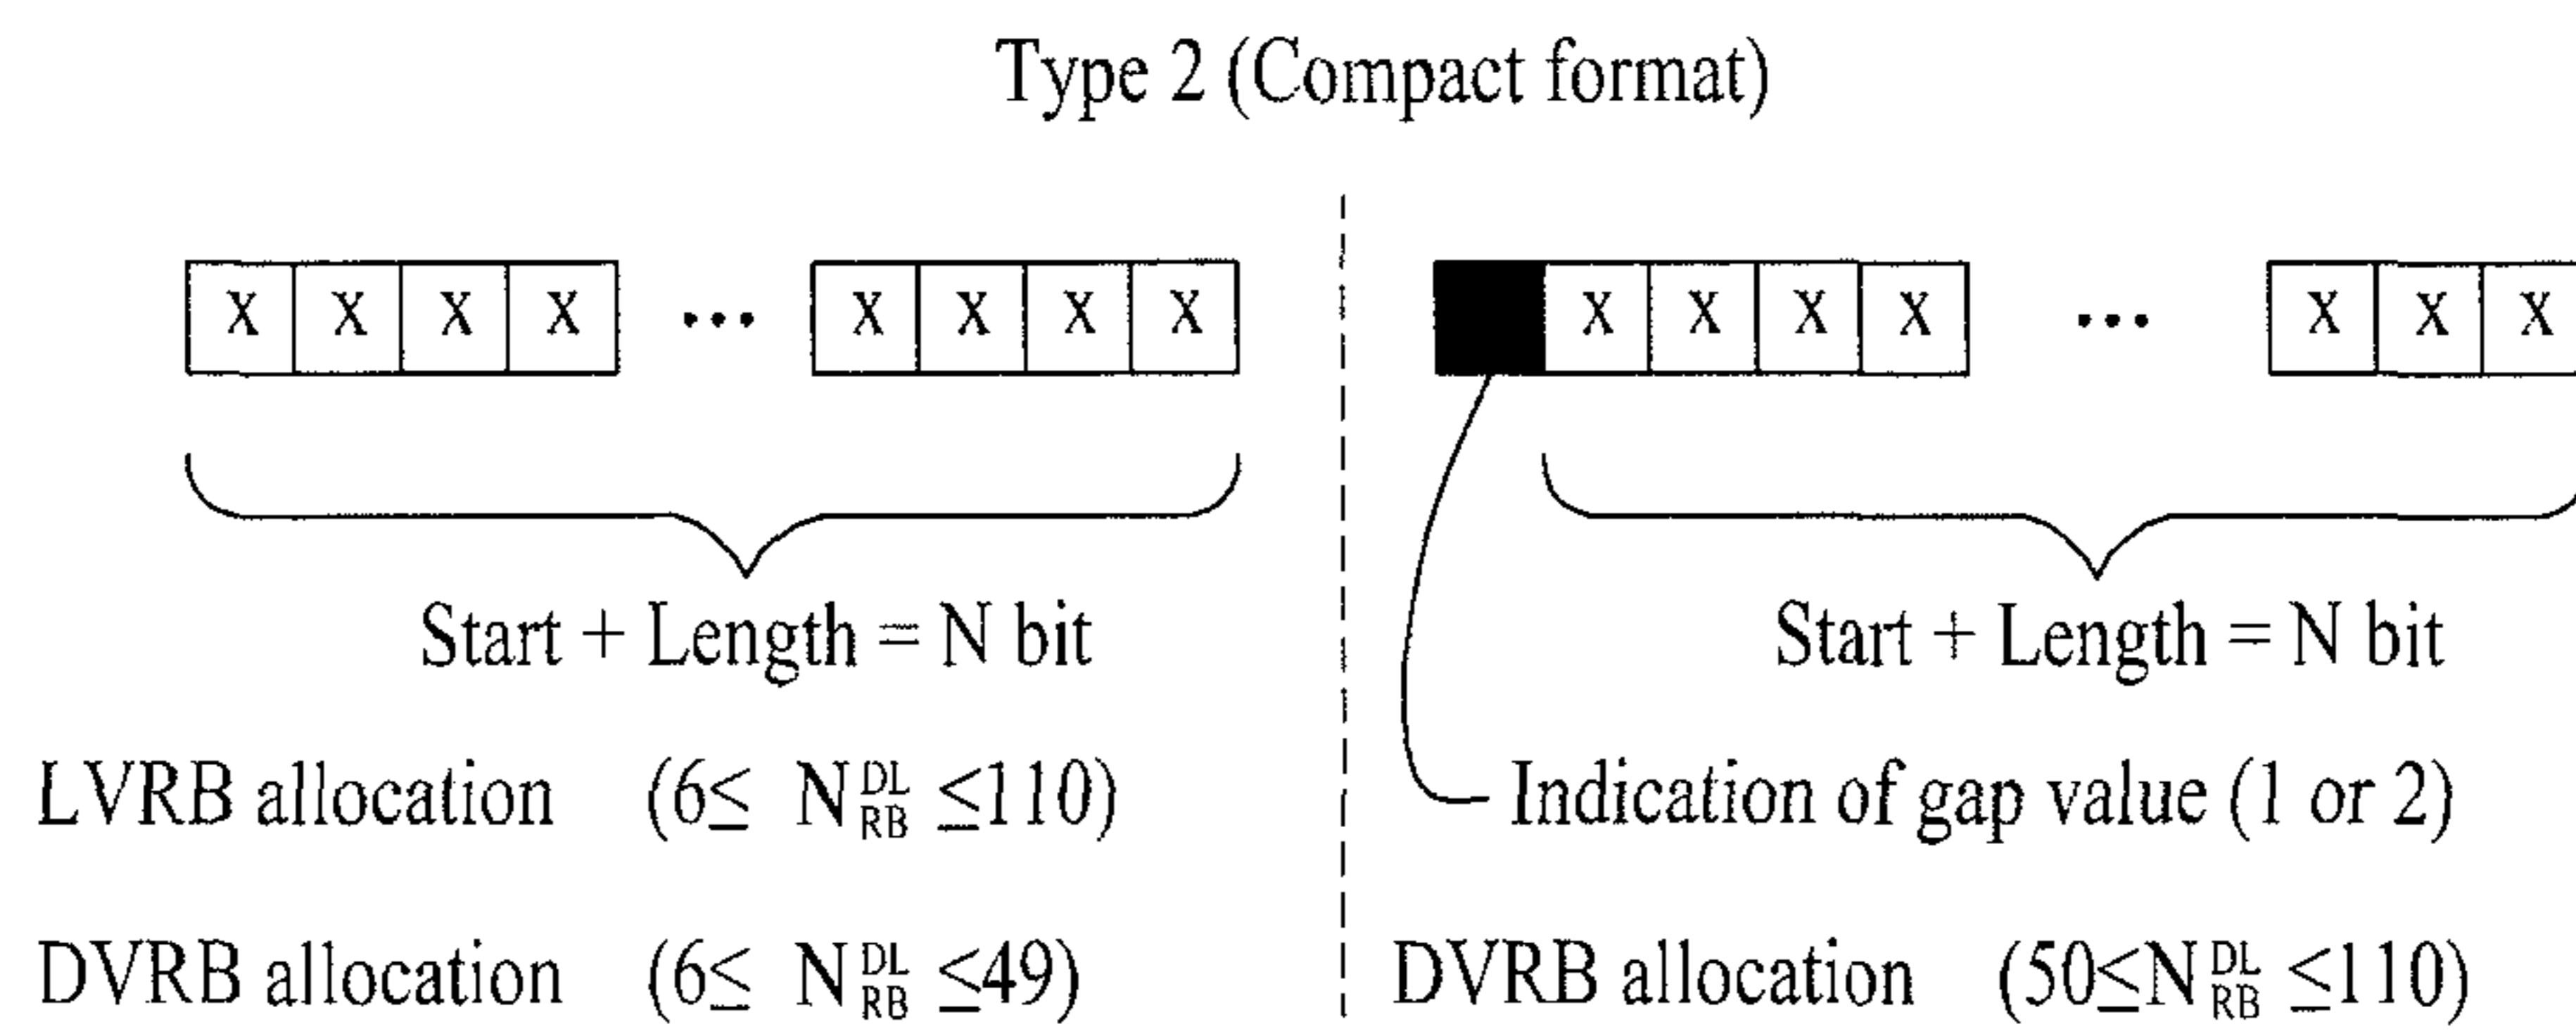 Type 2 (Compact format)
X X X X ... X X X X
X X X X ... X X X
Start + Length = N bit
Start + Length = N bit
LVRB allocation (6≤ N^DL_RB ≤110)
Indication of gap value (1 or 2)
DVRB allocation (6≤ N^DL_RB ≤49)
DVRB allocation (50≤N^DL_RB ≤110)